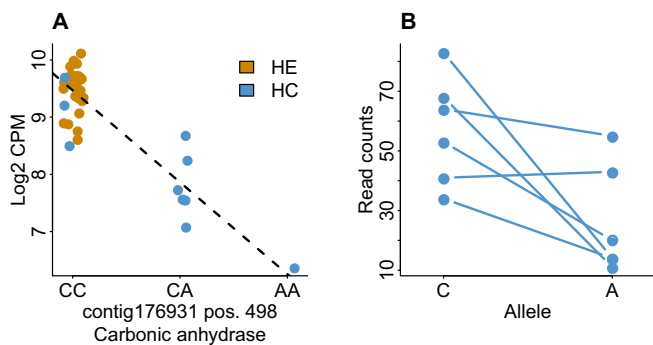 A
Log2 CPM
10
9
8
7
HE
HC
CC
CA
AA
contig176931 pos. 498
Carbonic anhydrase
B
Read counts
70
50
30
10
C
A
Allele